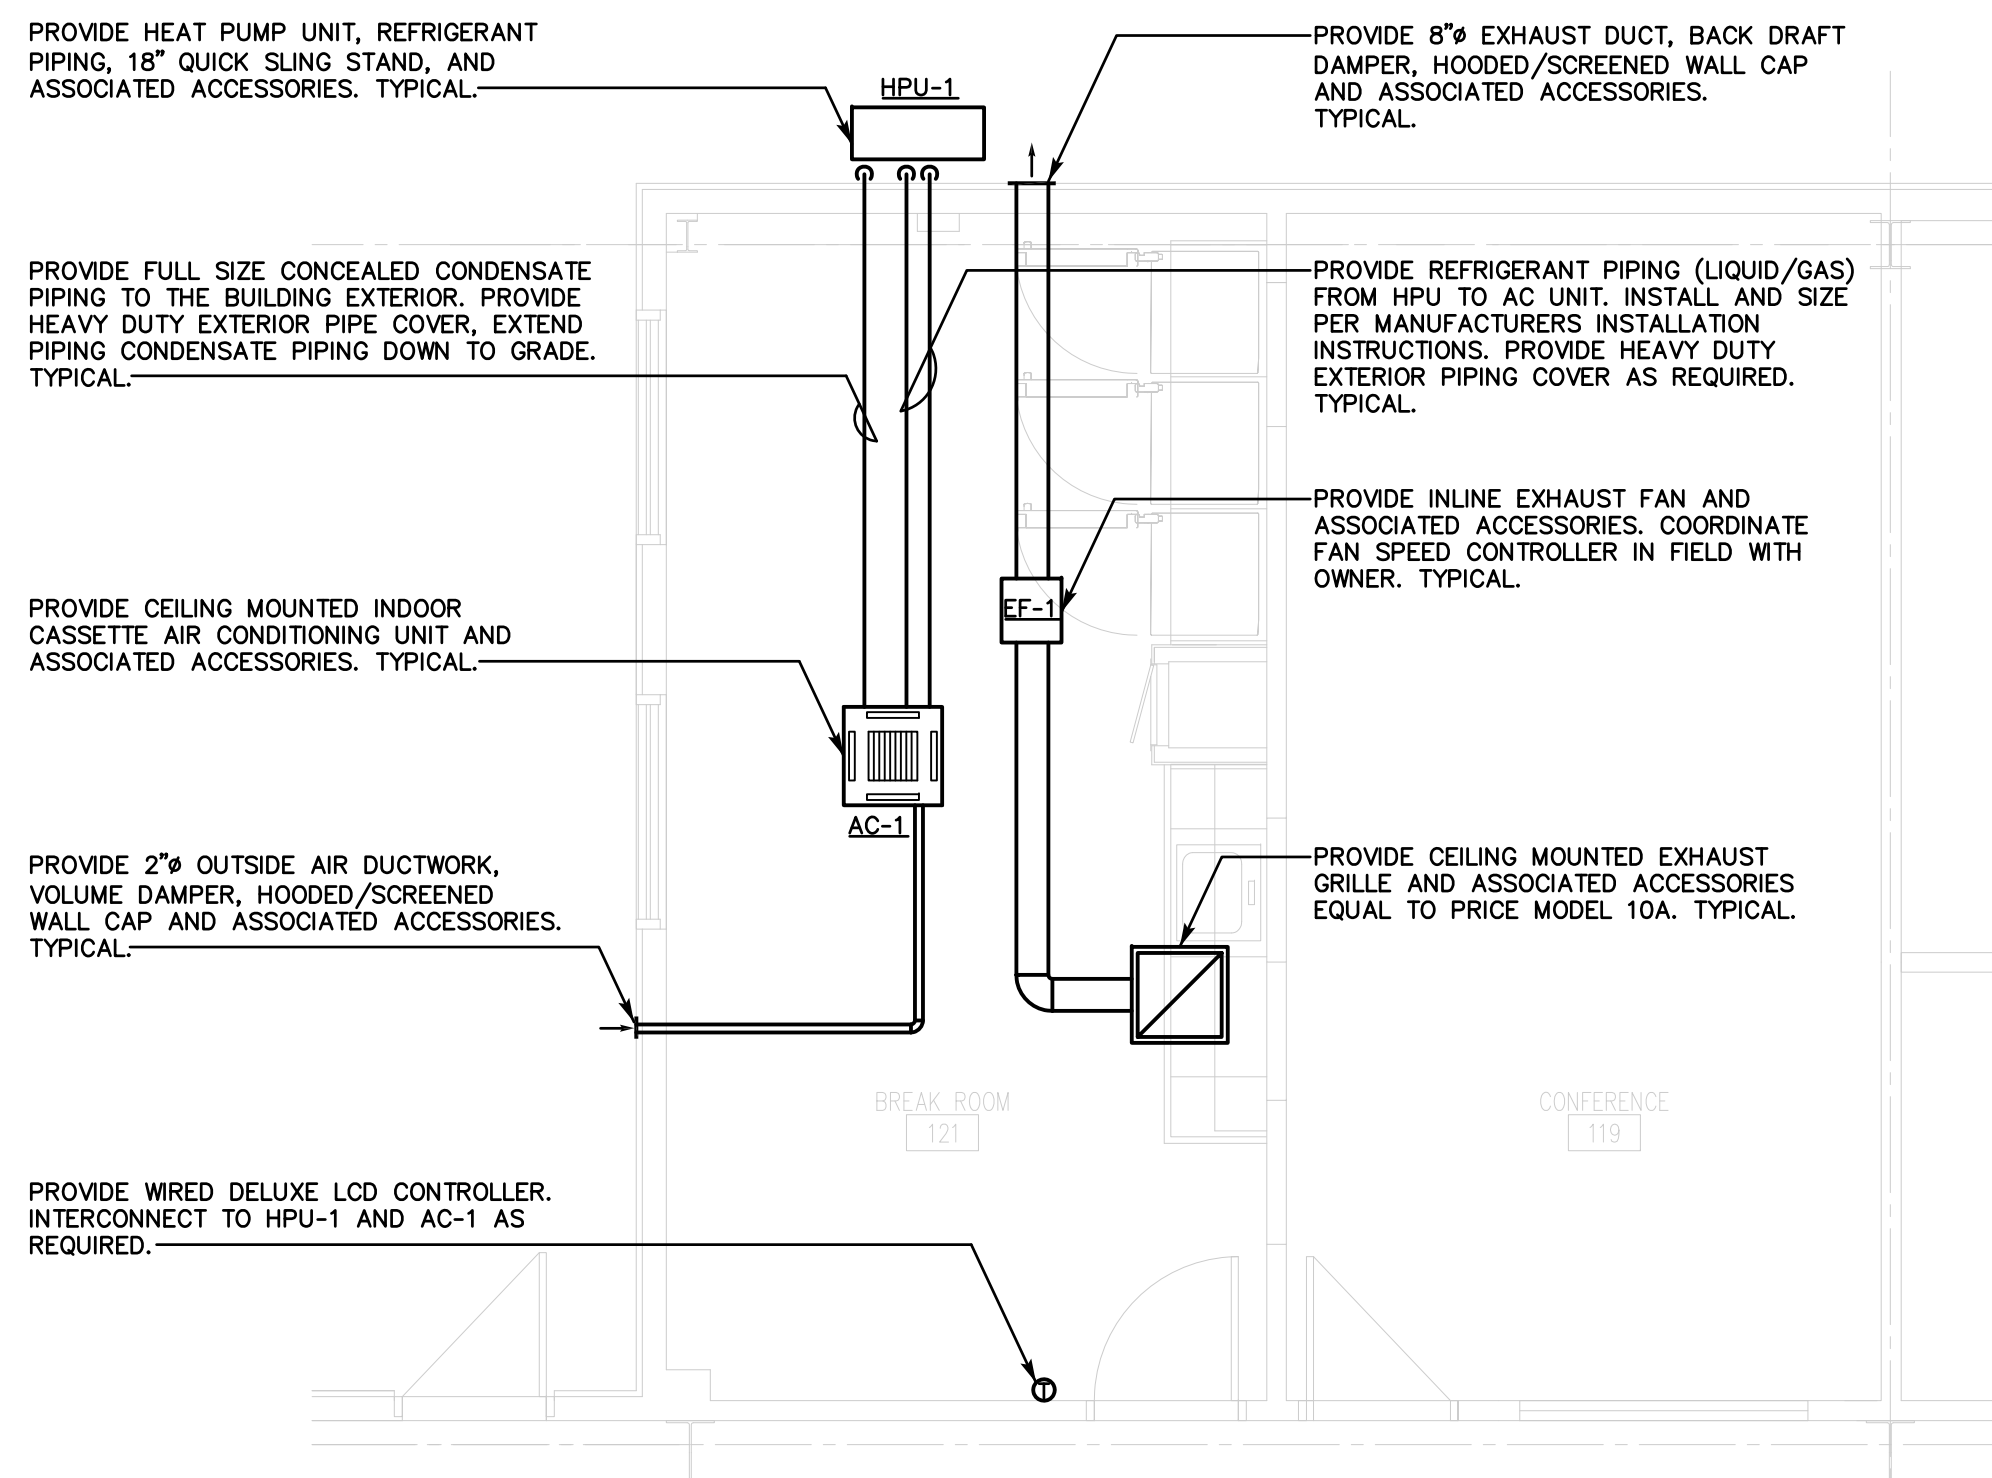 PROVIDE HEAT PUMP UNIT, REFRIGERANT
PIPING, 18” QUICK SLING STAND, AND
ASSOCIATED ACCESSORIES. TYPICAL.
HPU-1
PROVIDE 8”ø EXHAUST DUCT, BACK DRAFT
DAMPER, HOODED/SCREENED WALL CAP
AND ASSOCIATED ACCESSORIES.
TYPICAL.
PROVIDE FULL SIZE CONCEALED CONDENSATE
PIPING TO THE BUILDING EXTERIOR. PROVIDE
HEAVY DUTY EXTERIOR PIPE COVER, EXTEND
PIPING CONDENSATE PIPING DOWN TO GRADE.
TYPICAL.
PROVIDE REFRIGERANT PIPING (LIQUID/GAS)
FROM HPU TO AC UNIT. INSTALL AND SIZE
PER MANUFACTURERS INSTALLATION
INSTRUCTIONS. PROVIDE HEAVY DUTY
EXTERIOR PIPING COVER AS REQUIRED.
TYPICAL.
PROVIDE INLINE EXHAUST FAN AND
ASSOCIATED ACCESSORIES. COORDINATE
FAN SPEED CONTROLLER IN FIELD WITH
OWNER. TYPICAL.
EF-1
PROVIDE CEILING MOUNTED INDOOR
CASSETTE AIR CONDITIONING UNIT AND
ASSOCIATED ACCESSORIES. TYPICAL.
AC-1
PROVIDE 2”ø OUTSIDE AIR DUCTWORK,
VOLUME DAMPER, HOODED/SCREENED
WALL CAP AND ASSOCIATED ACCESSORIES.
TYPICAL.
PROVIDE CEILING MOUNTED EXHAUST
GRILLE AND ASSOCIATED ACCESSORIES
EQUAL TO PRICE MODEL 10A. TYPICAL.
BREAK ROOM
121
CONFERENCE
119
PROVIDE WIRED DELUXE LCD CONTROLLER.
INTERCONNECT TO HPU-1 AND AC-1 AS
REQUIRED.
T